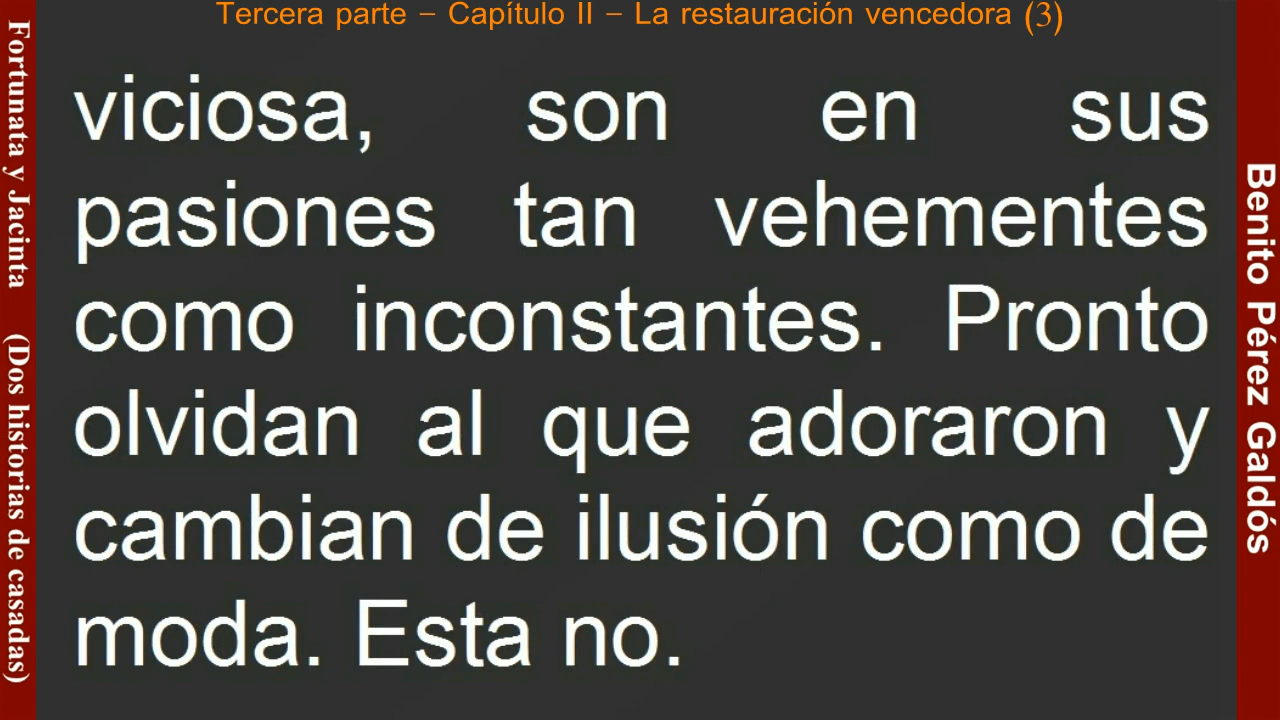 Tercera parte – Capítulo II – La restauración vencedora (3)
Fortunata y Jacinta (Dos historias de casadas)
viciosa, son en sus
pasiones tan vehementes
como inconstantes. Pronto
olvidan al que adoraron y
cambian de ilusión como de
moda. Esta no.
Benito Pérez Galdós